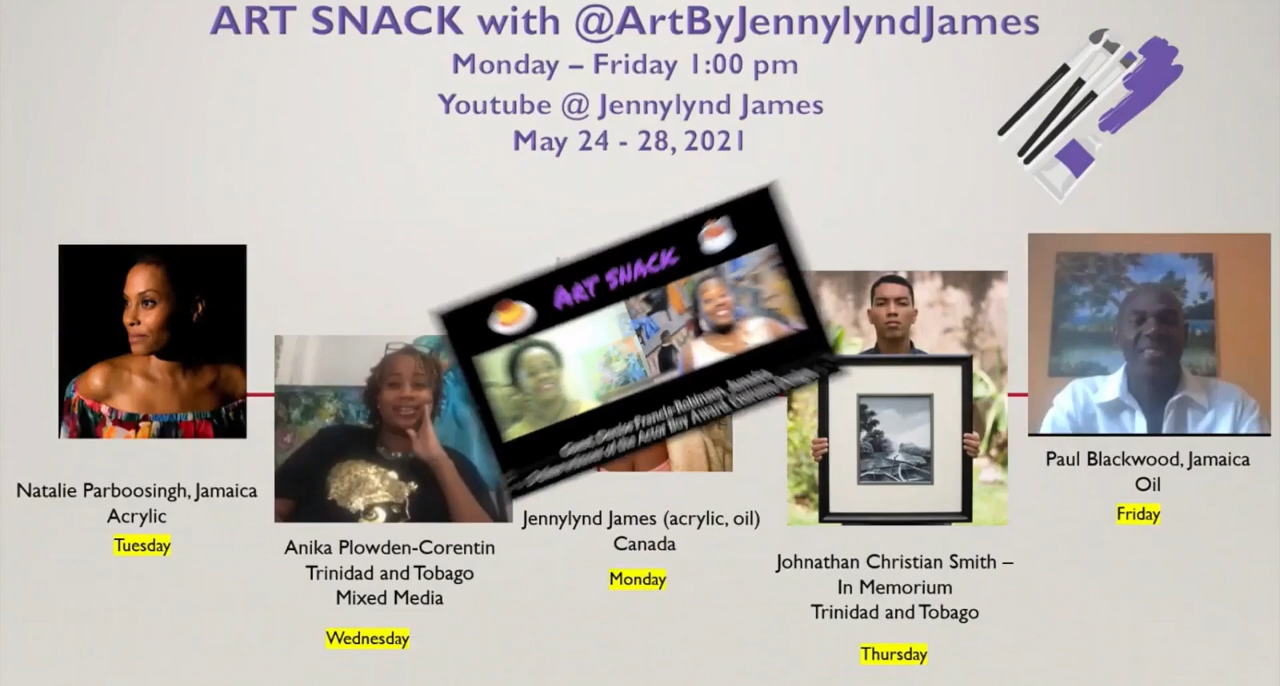 ART SNACK with @ArtByJennylyndJames
Monday – Friday 1:00 pm
Youtube @ Jennylynd James
May 24 - 28, 2021
ART SNACK
Natalie Parboosingh, Jamaica
Acrylic
Tuesday
Anika Plowden-Corentin
Trinidad and Tobago
Mixed Media
Wednesday
Jennylynd James (acrylic, oil)
Canada
Monday
Johnathan Christian Smith –
In Memorium
Trinidad and Tobago
Thursday
Paul Blackwood, Jamaica
Oil
Friday